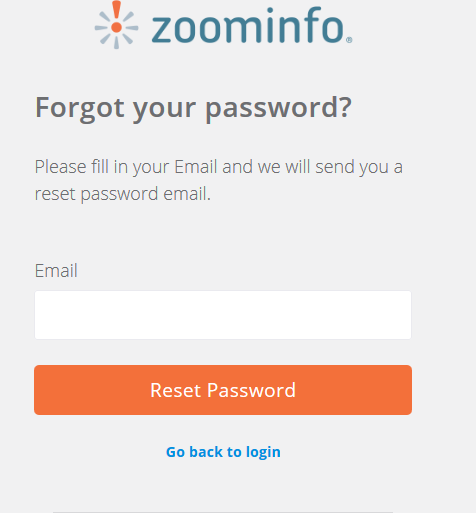 zoominfo®
Forgot your password?
Please fill in your Email and we will send you a
reset password email.
Email
Reset Password
Go back to login